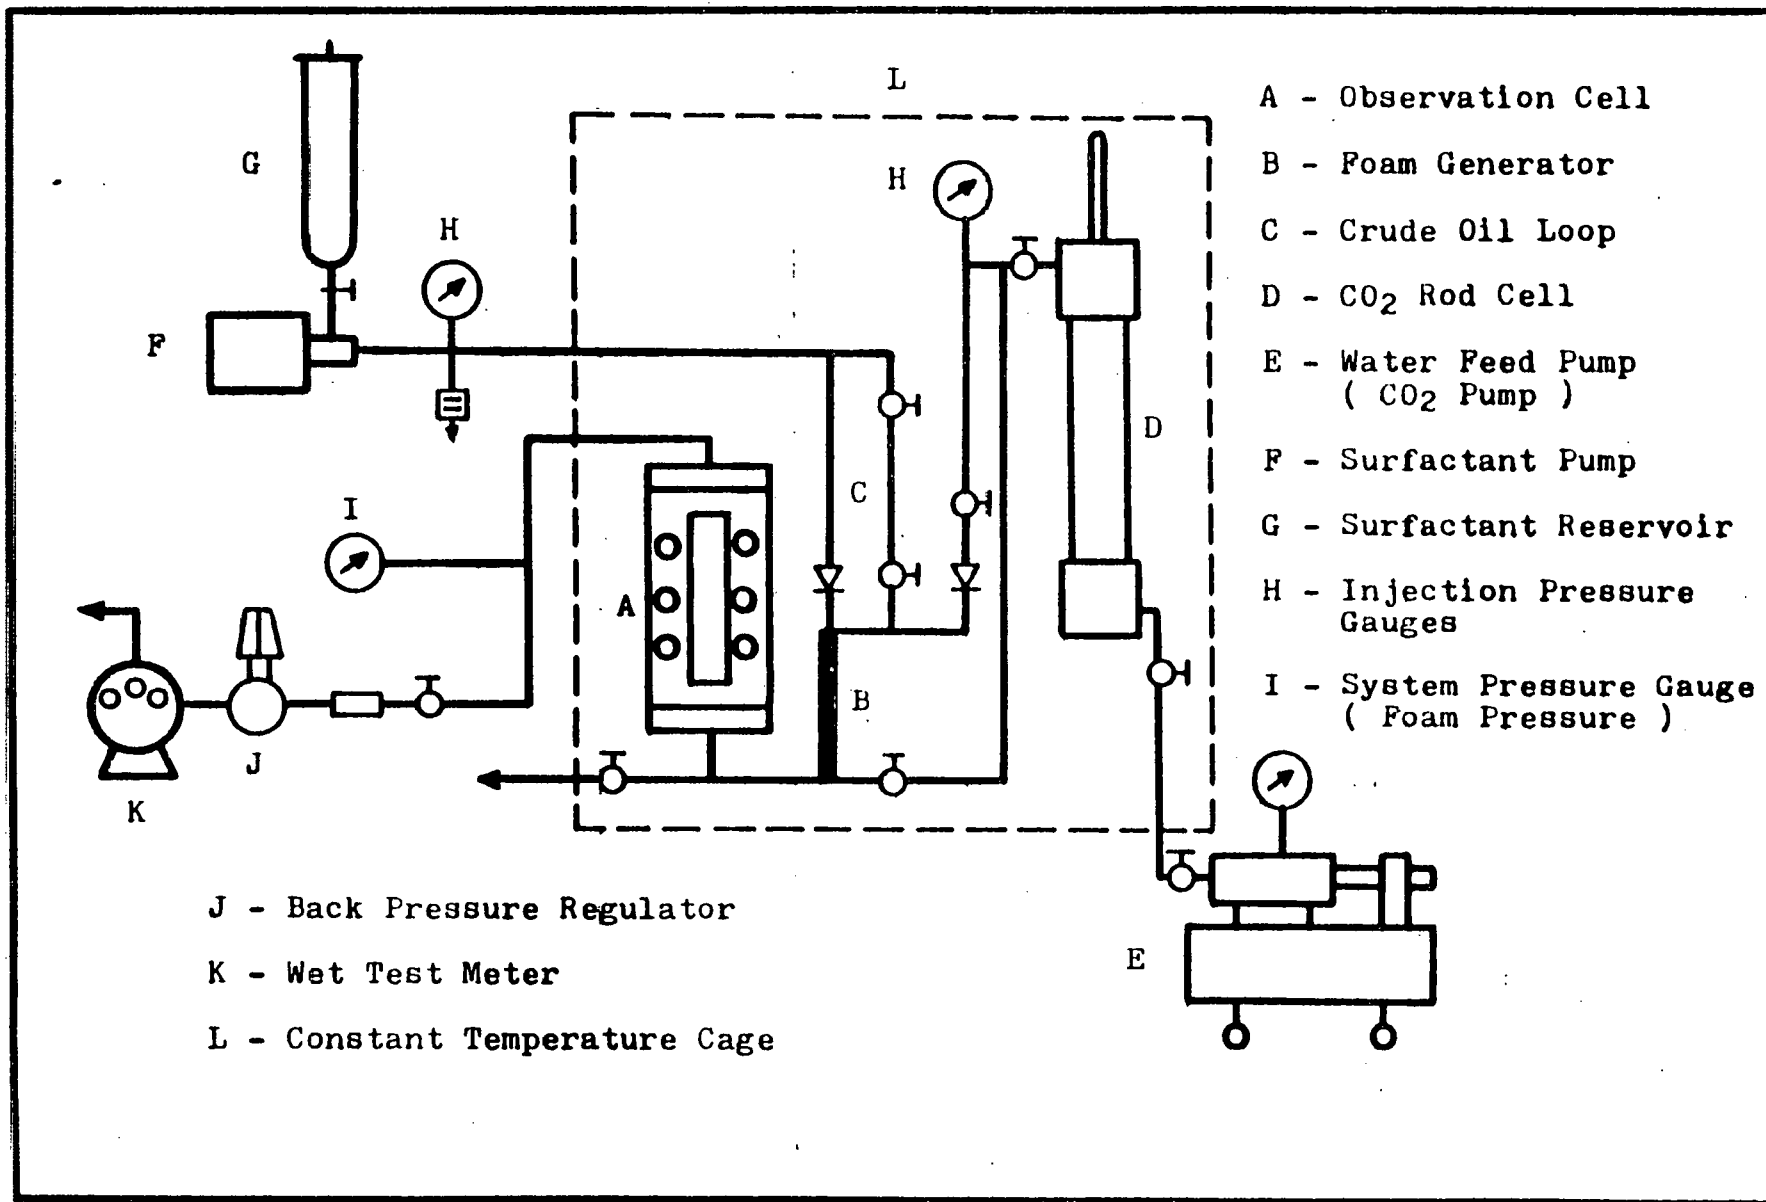 L
A - Observation Cell
G
B - Foam Generator
H
H
C - Crude Oil Loop
D - CO2 Rod Cell
F
E - Water Feed Pump
( CO2 Pump )
D
F - Surfactant Pump
C
I
G - Surfactant Reservoir
A
H - Injection Pressure
Gauges
B
I - System Pressure Gauge
( Foam Pressure )
J
K
J - Back Pressure Regulator
E
K - Wet Test Meter
L - Constant Temperature Cage